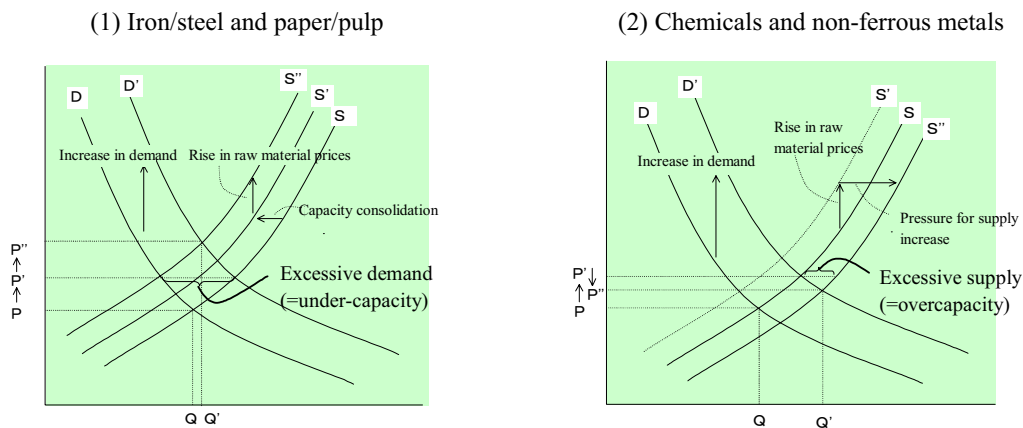 (1) Iron/steel and paper/pulp
D
D’
S’’
S’
S
Increase in demand
Rise in raw material prices
Capacity consolidation
P’’
↑
P’
↑
P
Excessive demand
(=under-capacity)
Q
Q’
(2) Chemicals and non-ferrous metals
D
D’
S’
S
S’’
Rise in raw
material prices
Increase in demand
Pressure for supply
increase
P’ ↓
↑ P’’
P
Excessive supply
(=overcapacity)
Q
Q’